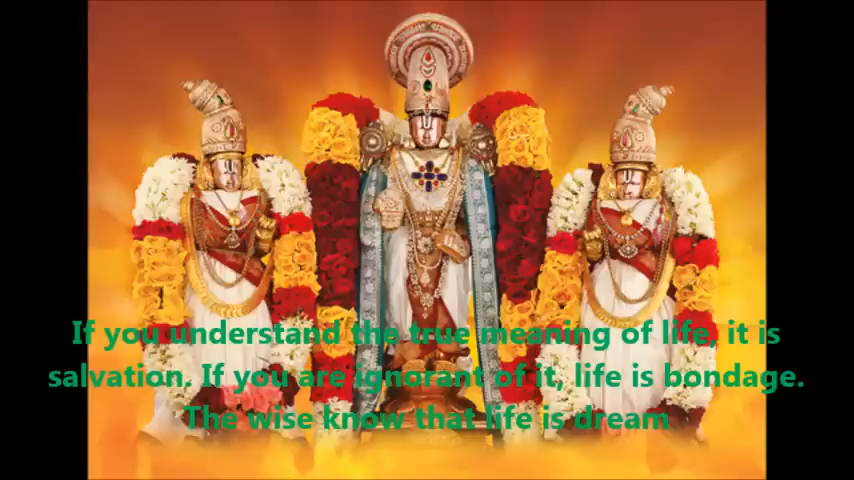 If you understand the true meaning of life, it is
salvation. If you are ignorant of it, life is bondage.
The wise know that life is dream